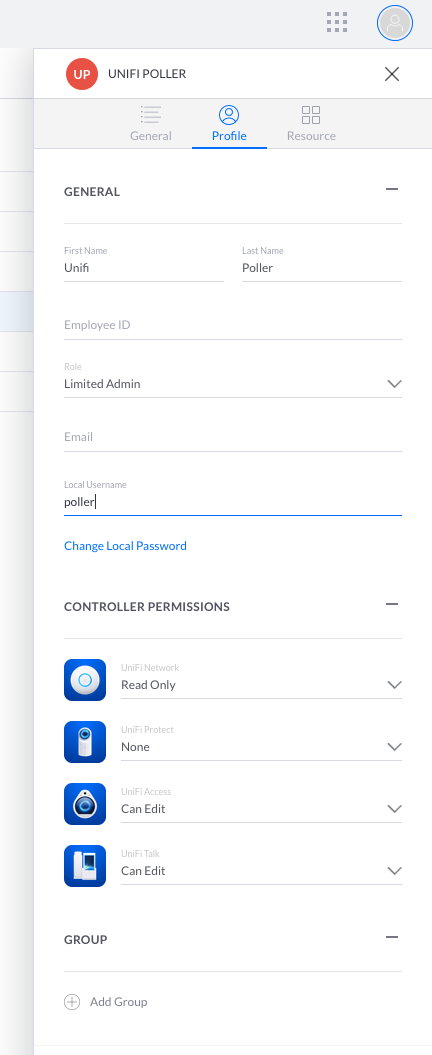 UP UNIFI POLLER
General Profile Resource
GENERAL
First Name Last Name
Unifi Poller
Employee ID
Role
Limited Admin
Email
Local Username
poller
Change Local Password
CONTROLLER PERMISSIONS
UniFi Network
Read Only
UniFi Protect
None
UniFi Access
Can Edit
UniFi Talk
Can Edit
GROUP
Add Group